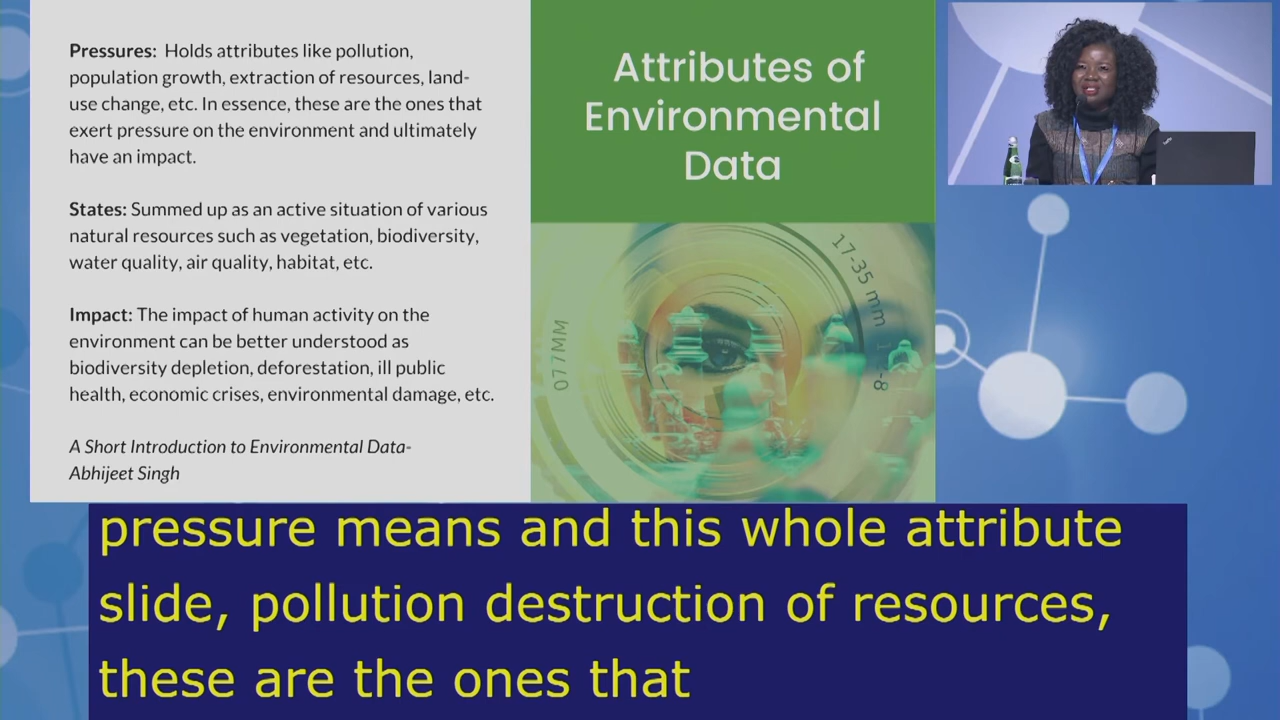 Pressures: Holds attributes like pollution,
population growth, extraction of resources, land-
use change, etc. In essence, these are the ones that
exert pressure on the environment and ultimately
have an impact.
States: Summed up as an active situation of various
natural resources such as vegetation, biodiversity,
water quality, air quality, habitat, etc.
Impact: The impact of human activity on the
environment can be better understood as
biodiversity depletion, deforestation, ill public
health, economic crises, environmental damage, etc.
A Short Introduction to Environmental Data-
Abhijeet Singh
Attributes of
Environmental
Data
17-35 mm
077MM
pressure means and this whole attribute
slide, pollution destruction of resources,
these are the ones that